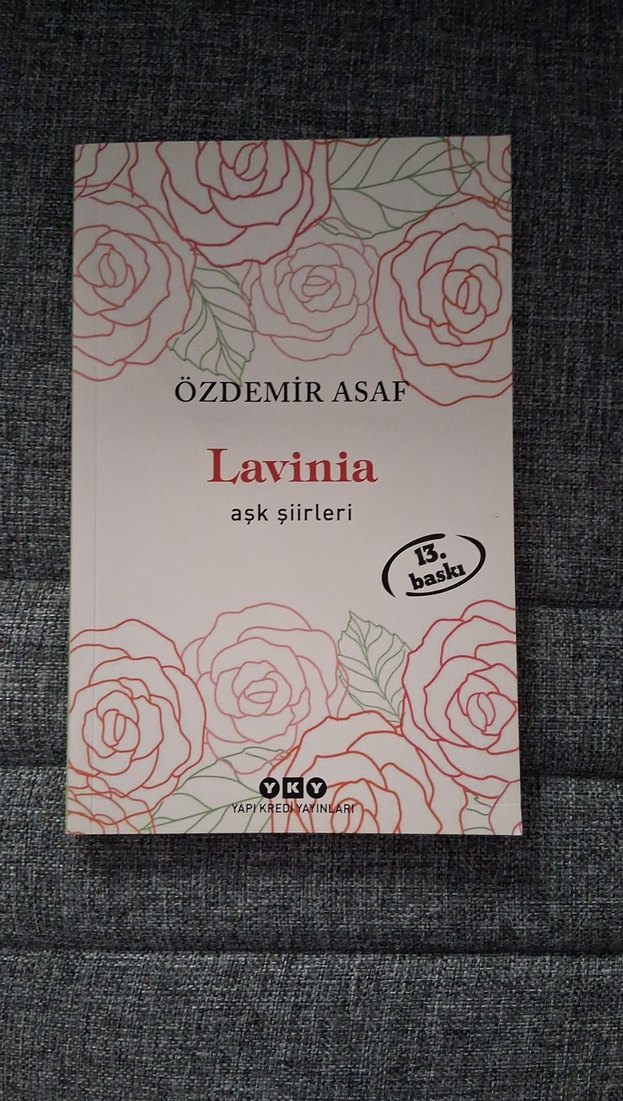 ÖZDEMİR ASAF
Lavinia
aşk şiirleri
13.
baskı
YKY
YAPI KREDİ YAYINLARI